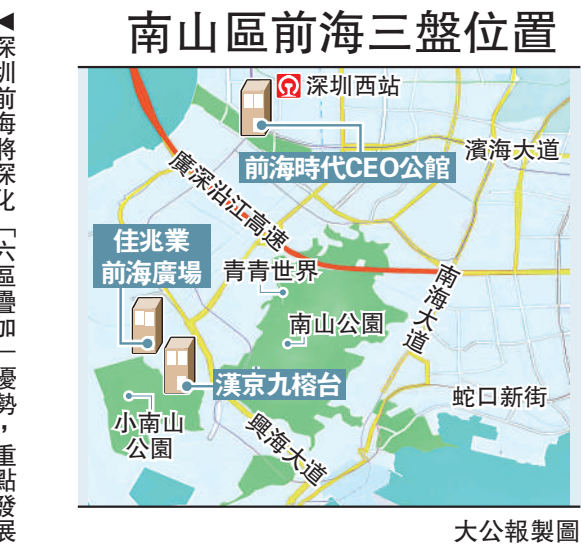 南山區前海三盤位置
深圳西站
濱海大道
前海時代CEO公館
廣深沿江高速
佳兆業
前海廣場
青青世界
南海大道
南山公園
漢京九榕台
蛇口新街
小南山
公園
興海大道
大公報製圖
◀深圳前海將深化「六區疊加」優勢，重點發展